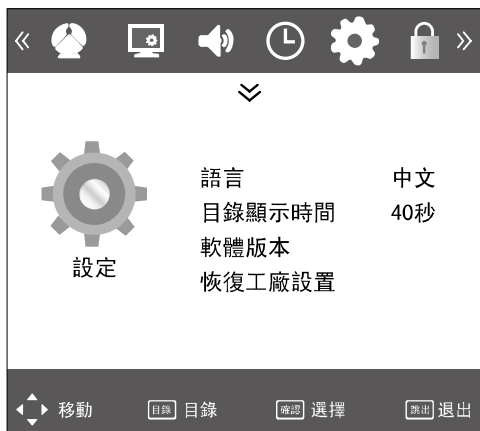 語言 中文
目錄顯示時間 40秒
軟體版本
恢復工廠設置
設定
移動 目錄 目錄 確認 選擇 跳出 退出